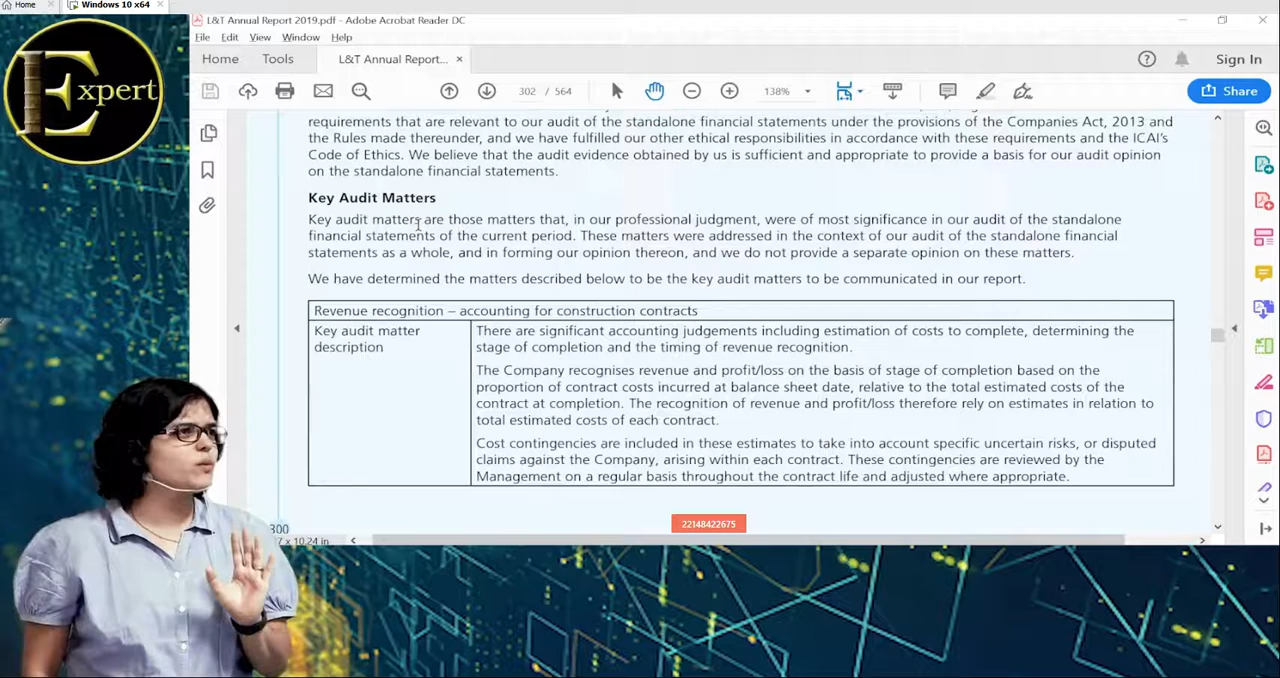 Home
Windows 10 x64
L&T Annual Report 2019.pdf - Adobe Acrobat Reader DC
File Edit View Window Help
Home Tools L&T Annual Report... × Sign In
302 / 564 138% Share
Expert
requirements that are relevant to our audit of the standalone financial statements under the provisions of the Companies Act, 2013 and
the Rules made thereunder, and we have fulfilled our other ethical responsibilities in accordance with these requirements and the ICAI's
Code of Ethics. We believe that the audit evidence obtained by us is sufficient and appropriate to provide a basis for our audit opinion
on the standalone financial statements.
Key Audit Matters
Key audit matters are those matters that, in our professional judgment, were of most significance in our audit of the standalone
financial statements of the current period. These matters were addressed in the context of our audit of the standalone financial
statements as a whole, and in forming our opinion thereon, and we do not provide a separate opinion on these matters.
We have determined the matters described below to be the key audit matters to be communicated in our report.
Revenue recognition – accounting for construction contracts
Key audit matter
description
There are significant accounting judgements including estimation of costs to complete, determining the
stage of completion and the timing of revenue recognition.
The Company recognises revenue and profit/loss on the basis of stage of completion based on the
proportion of contract costs incurred at balance sheet date, relative to the total estimated costs of the
contract at completion. The recognition of revenue and profit/loss therefore rely on estimates in relation to
total estimated costs of each contract.
Cost contingencies are included in these estimates to take into account specific uncertain risks, or disputed
claims against the Company, arising within each contract. These contingencies are reviewed by the
Management on a regular basis throughout the contract life and adjusted where appropriate.
22148422675
300
7 x 10.24 in